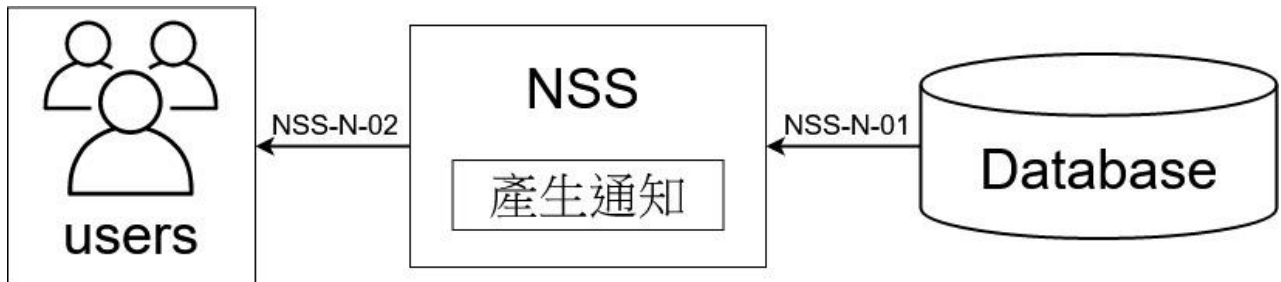 NSS
NSS-N-02
NSS-N-01
產生通知
Database
users